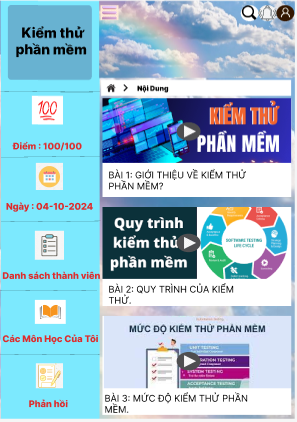 Kiểm thử
phần mềm
100
Điểm : 100/100
Ngày : 04-10-2024
Danh sách thành viên
Các Môn Học Của Tôi
Phản hồi
Nội Dung
KIỂM THỬ
PHẦN MỀM
BÀI 1: GIỚI THIỆU VỀ KIỂM THỬ
PHẦN MỀM?
Quy trình
kiểm thử
phần mềm
SOFTWARE TESTING
LIFE CYCLE
BÀI 2: QUY TRÌNH CỦA KIỂM
THỬ.
MỨC ĐỘ KIỂM THỬ PHẦN MỀM
UNIT TESTING
INTEGRATION TESTING
SYSTEM TESTING
ACCEPTANCE TESTING
BÀI 3: MỨC ĐỘ KIỂM THỬ PHẦN
MỀM.